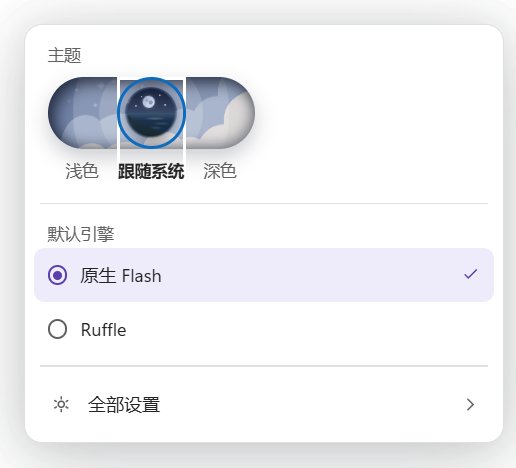 主题
浅色 跟随系统 深色
默认引擎
原生 Flash
Ruffle
全部设置